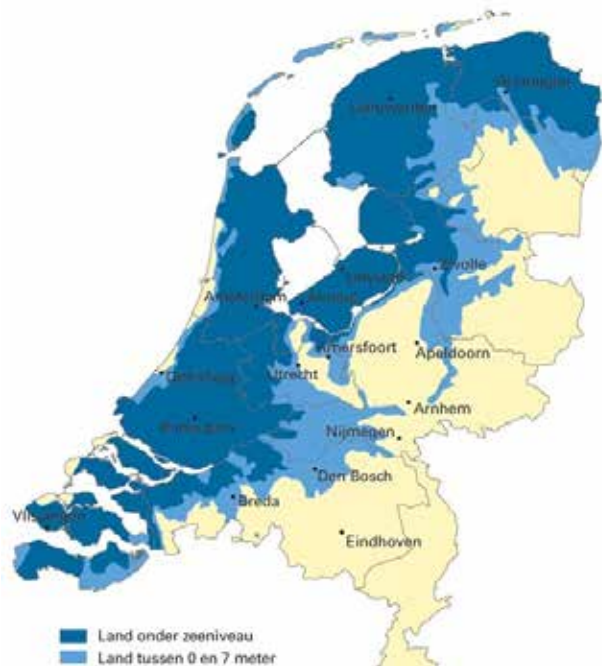 Groningen
Leeuwarden
Zwolle
Lelystad
Amsterdam
Almere
Amersfoort
Apeldoorn
Utrecht
Den Haag
Arnhem
Rotterdam
Nijmegen
Den Bosch
Vlissingen
Breda
Eindhoven
Land onder zeeniveau
Land tussen 0 en 7 meter